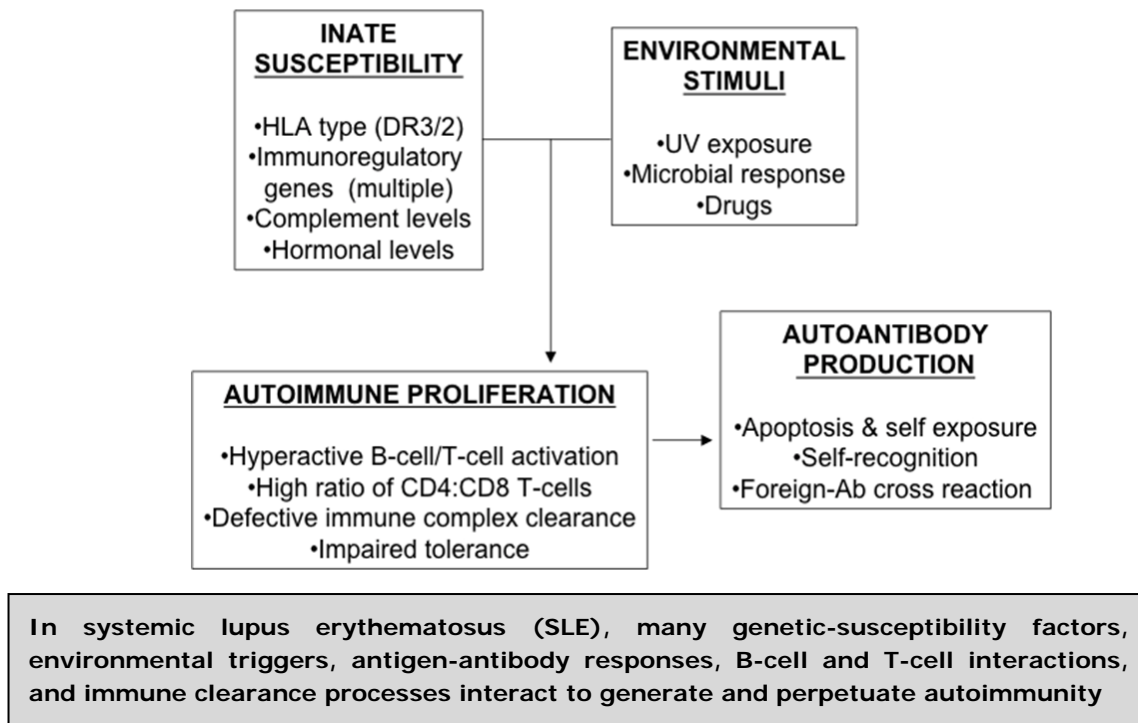 INATE
SUSCEPTIBILITY
•HLA type (DR3/2)
•Immunoregulatory
genes (multiple)
•Complement levels
•Hormonal levels
ENVIRONMENTAL
STIMULI
•UV exposure
•Microbial response
•Drugs
AUTOIMMUNE PROLIFERATION
•Hyperactive B-cell/T-cell activation
•High ratio of CD4:CD8 T-cells
•Defective immune complex clearance
•Impaired tolerance
AUTOANTIBODY
PRODUCTION
•Apoptosis & self exposure
•Self-recognition
•Foreign-Ab cross reaction
In systemic lupus erythematosus (SLE), many genetic-susceptibility factors,
environmental triggers, antigen-antibody responses, B-cell and T-cell interactions,
and immune clearance processes interact to generate and perpetuate autoimmunity